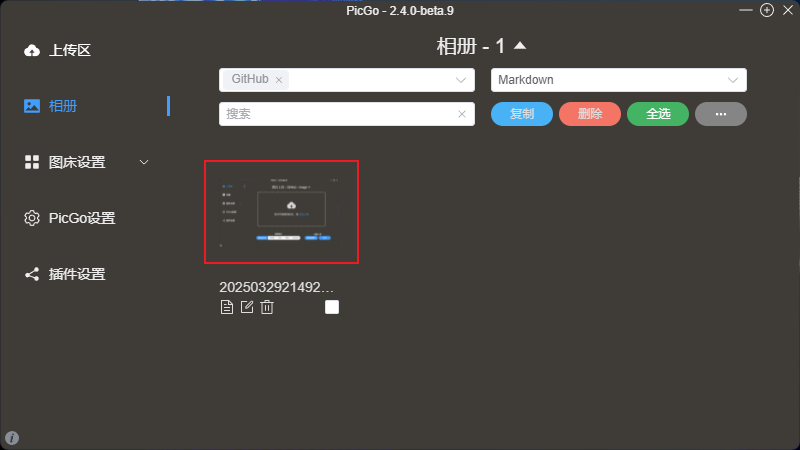 PicGo - 2.4.0-beta.9
上传区
相册
图床设置
PicGo设置
插件设置
相册 - 1
GitHub
Markdown
搜索
复制
删除
全选
202503292149​2...